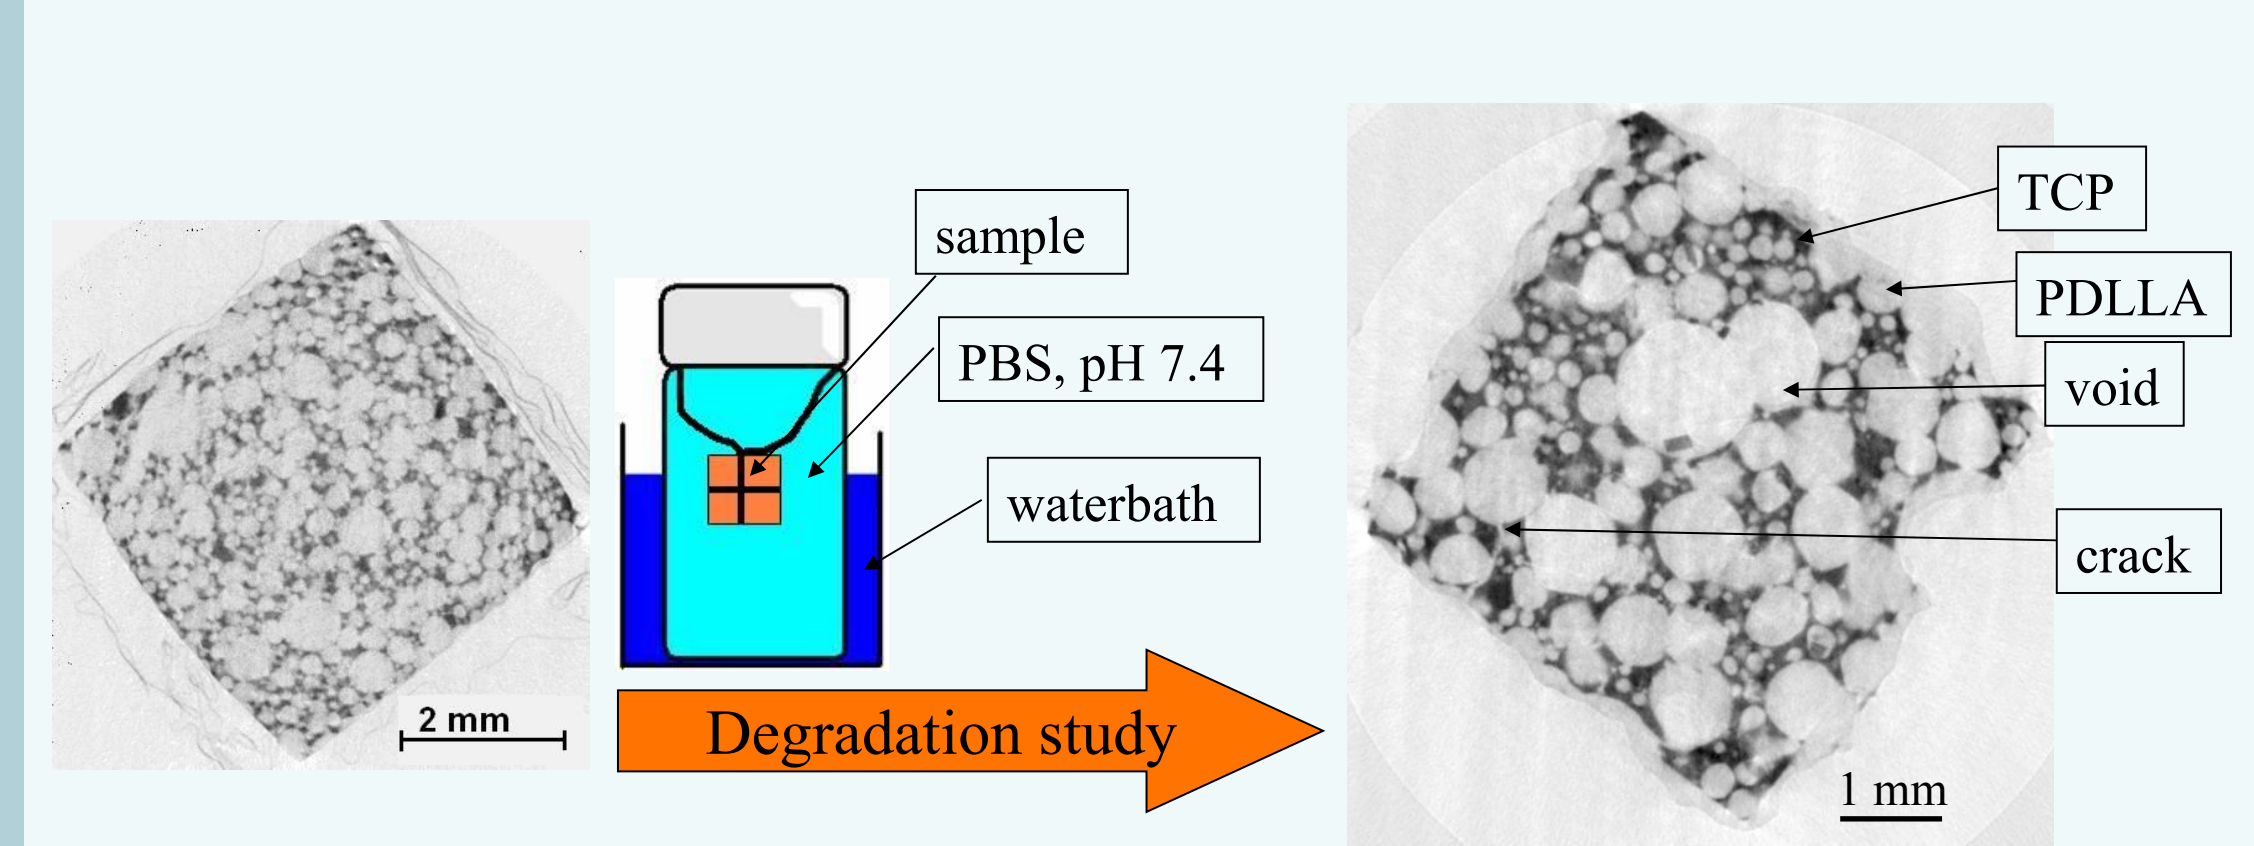 sample
PBS, pH 7.4
waterbath
2 mm
Degradation study
TCP
PDLLA
void
crack
1 mm